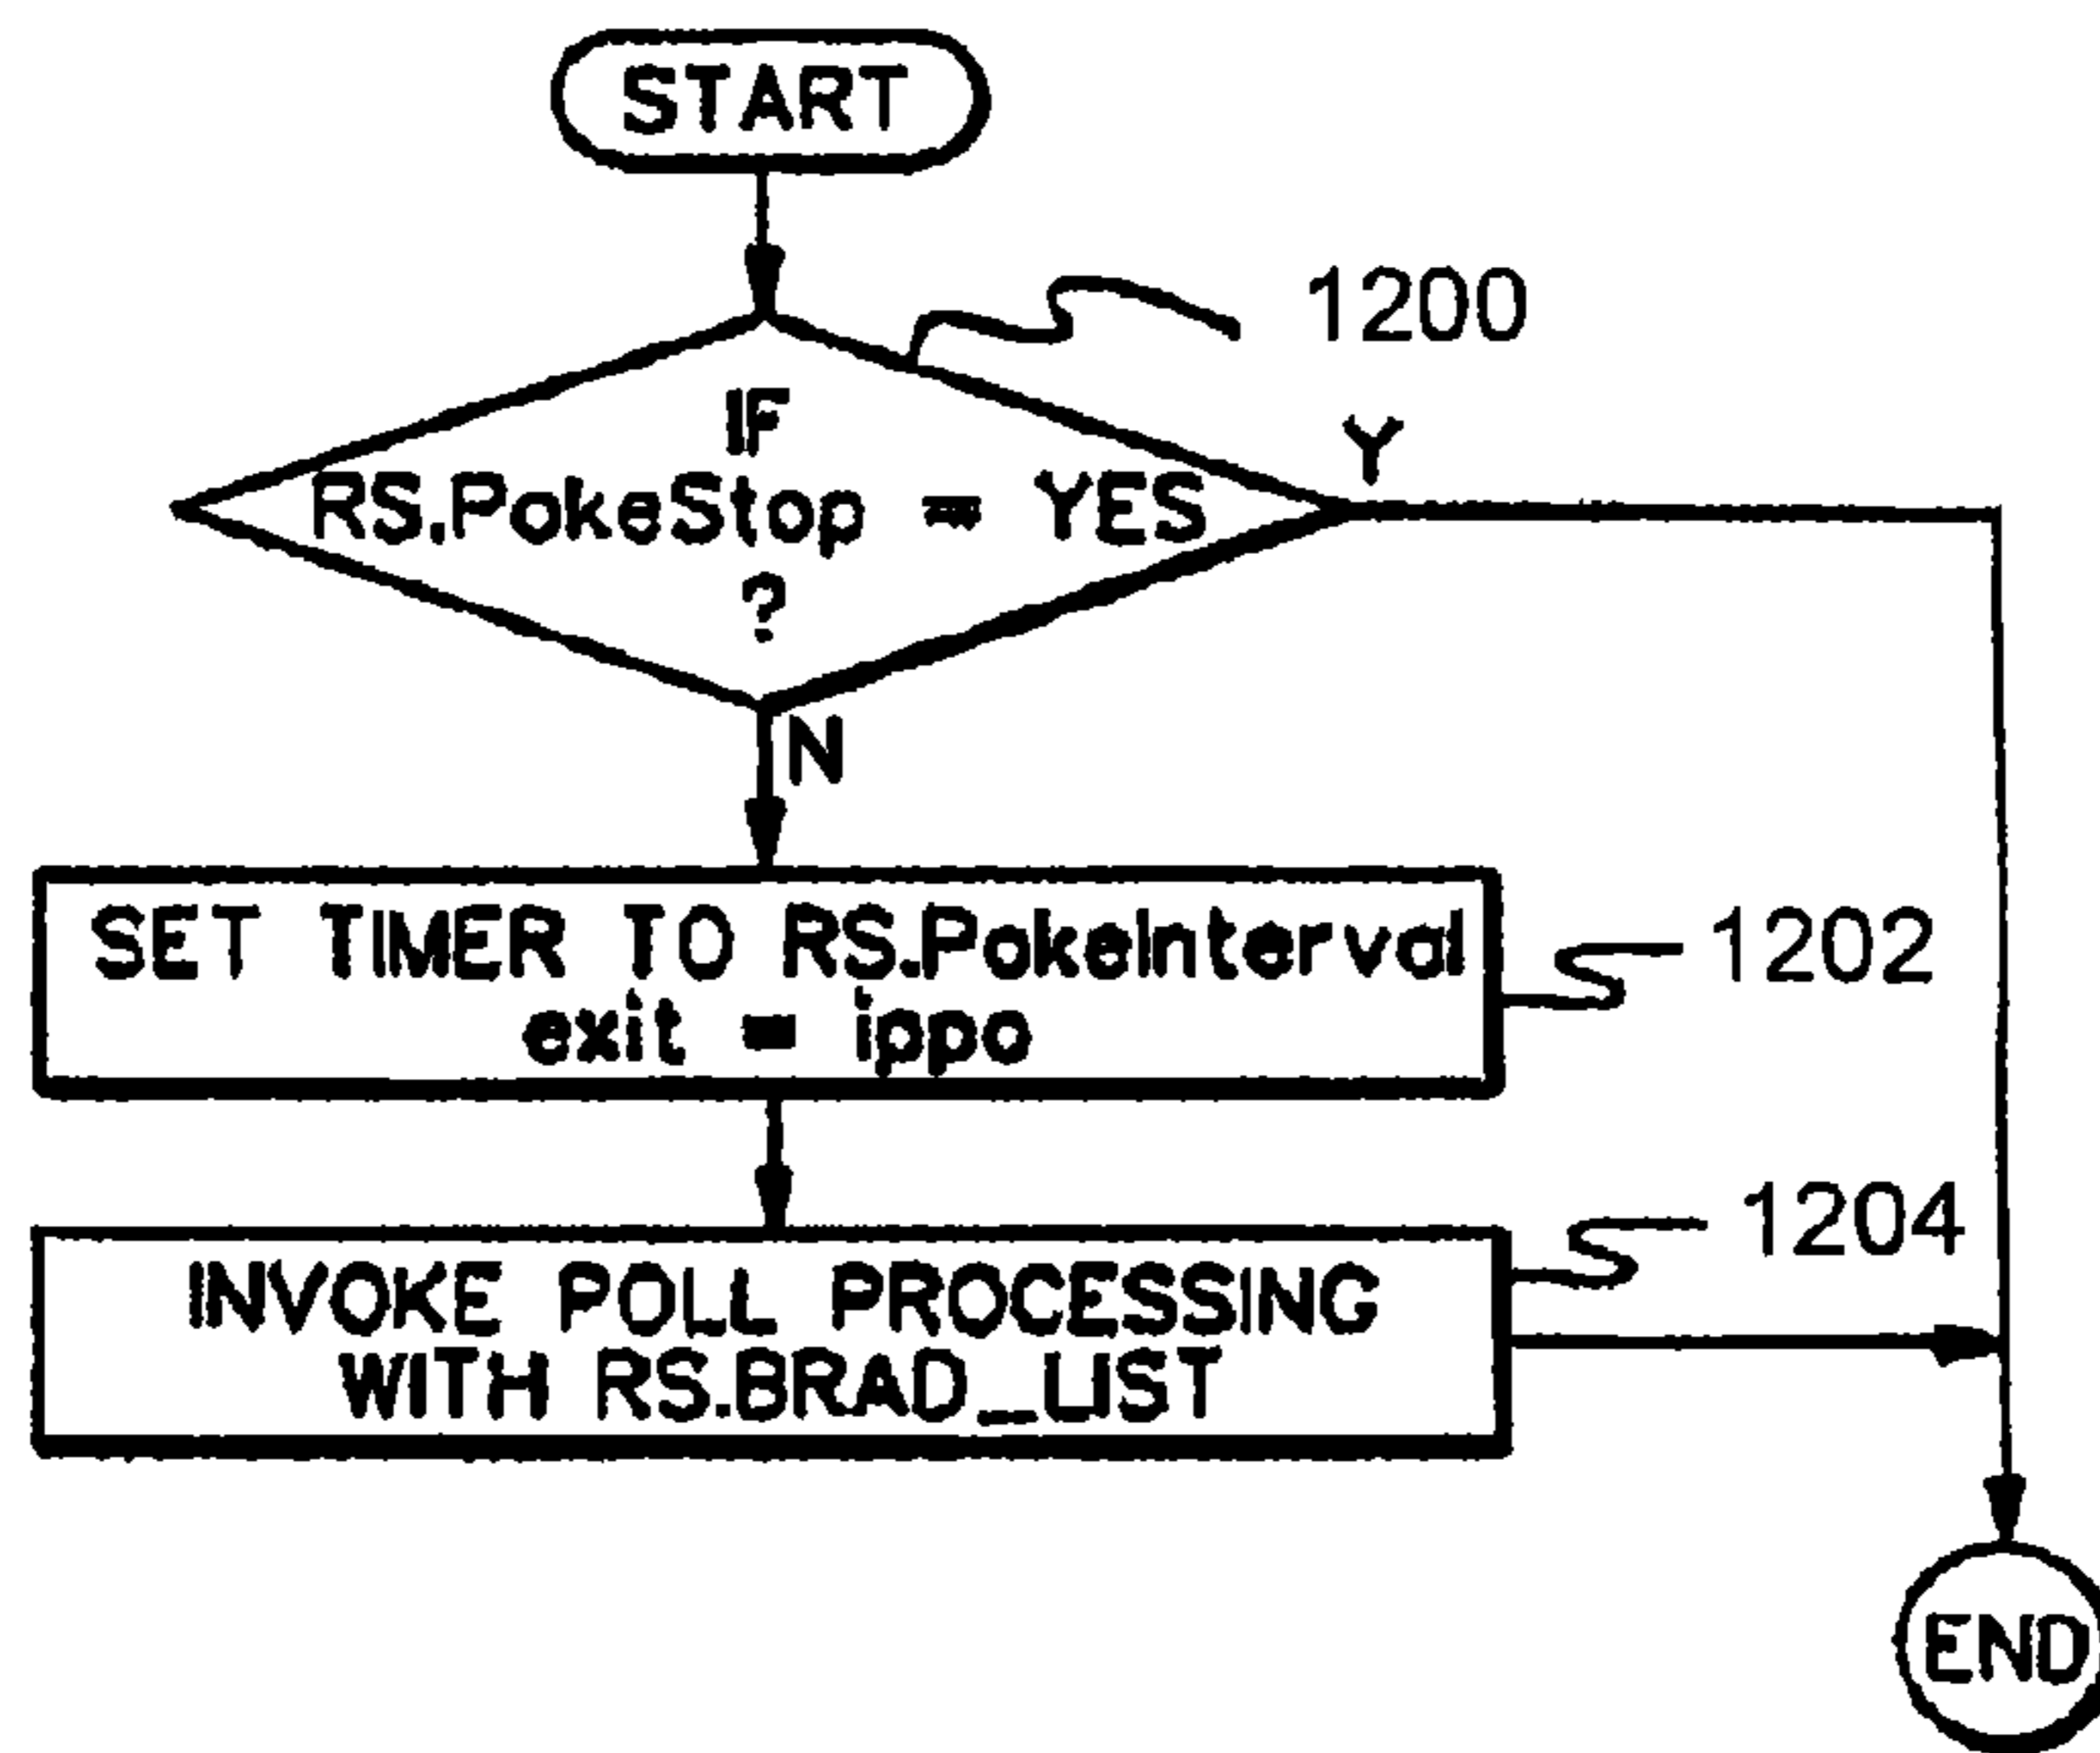 START
1200
IF
RS.PokeStop = YES
?
Y
N
SET TIMER TO RS.PokeInterval
exit = ippo
1202
1204
INVOKE POLL PROCESSING
WITH RS.BRAD_LIST
END